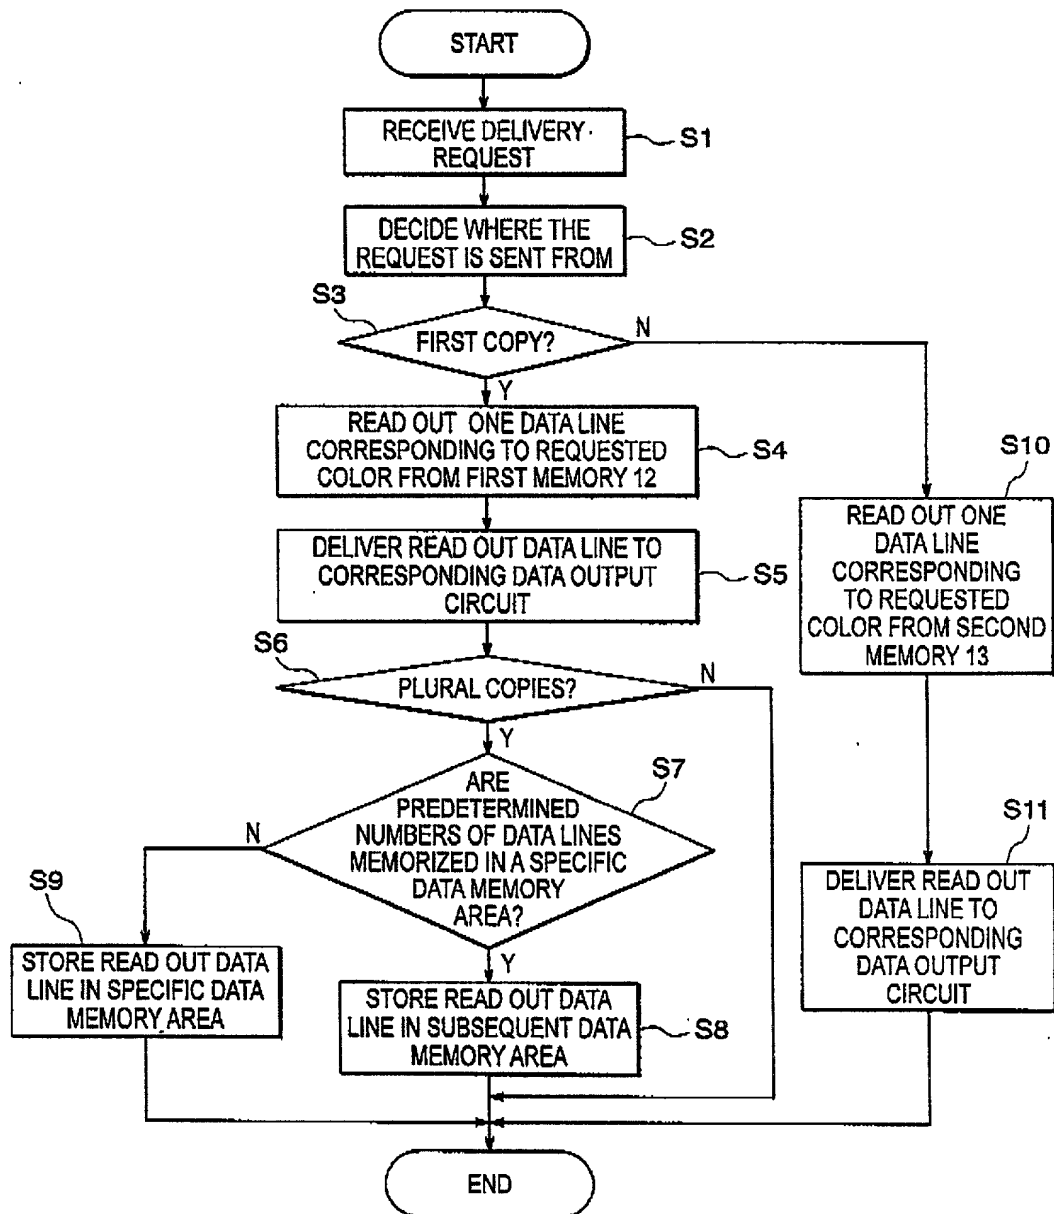 START
RECEIVE DELIVERY
REQUEST
S1
DECIDE WHERE THE
REQUEST IS SENT FROM
S2
S3
FIRST COPY?
N
Y
READ OUT ONE DATA LINE
CORRESPONDING TO REQUESTED
COLOR FROM FIRST MEMORY 12
S4
DELIVER READ OUT DATA LINE TO
CORRESPONDING DATA OUTPUT
CIRCUIT
S5
S6
PLURAL COPIES?
N
Y
S7
ARE
PREDETERMINED
NUMBERS OF DATA LINES
MEMORIZED IN A SPECIFIC
DATA MEMORY
AREA?
N
Y
S9
STORE READ OUT DATA
LINE IN SPECIFIC DATA
MEMORY AREA
STORE READ OUT DATA
LINE IN SUBSEQUENT DATA
MEMORY AREA
S8
S10
READ OUT ONE
DATA LINE
CORRESPONDING
TO REQUESTED
COLOR FROM SECOND
MEMORY 13
S11
DELIVER READ OUT
DATA LINE TO
CORRESPONDING
DATA OUTPUT
CIRCUIT
END